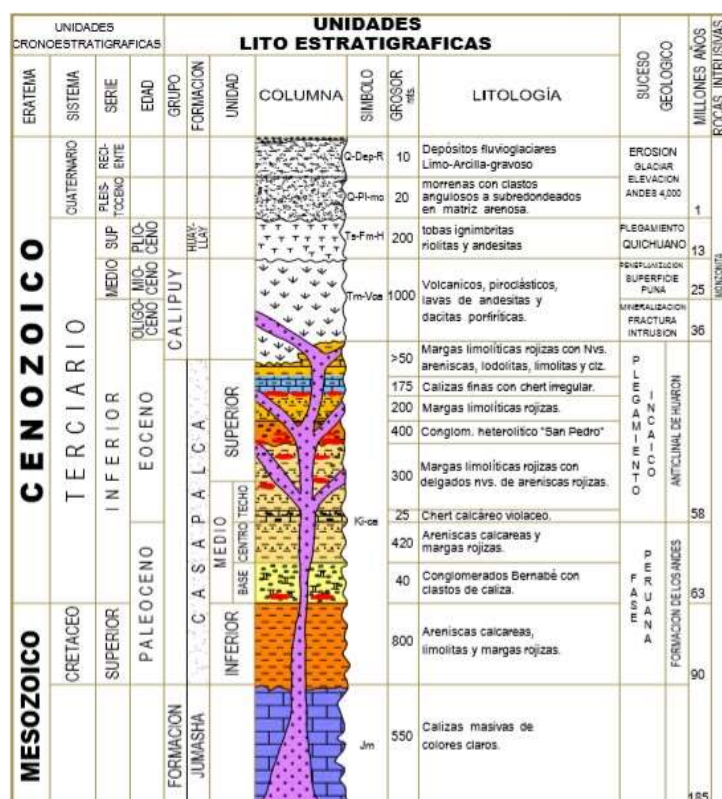 UNIDADES
CRONOESTRATIGRAFICAS
UNIDADES
LITO ESTRATIGRAFICAS
ERATEMA
SISTEMA
SERIE
EDAD
GRUPO
FORMACION
UNIDAD
COLUMNA
SIMBOLO
GROSOR
mts.
LITOLOGÍA
SUCESO
GEOLOGICO
MILLONES AÑOS
ROCAS INTRUSIVAS
CENOZOICO
MESOZOICO
CUATERNARIO
TERCIARIO
CRETACEO
RECI-
ENTE
PLEIS-
TOCENO
SUP
MEDIO
INFERIOR
SUPERIOR
PLIO-
CENO
MIO-
CENO
OLIGO-
CENO
EOCENO
PALEOCENO
CALIPUY
HUAY-
LLAY
CASAPALCA
FORMACION
JUMASHA
SUPERIOR
MEDIO
TECHO
CENTRO
BASE
INFERIOR
Q-Dep-R
10
Depósitos fluvioglaciares
Limo-Arcilla-gravoso
Q-Pl-mo
20
morrenas con clastos
angulosos a subredondeados
en matriz arenosa.
Ts-Fm-H
200
tobas ignimbritas
riolitas y andesitas
Tm-Vca
1000
Volcanicos, piroclásticos,
lavas de andesitas y
dacitas porfiríticas.
>50
Margas limolíticas rojizas con Nvs.
areniscas, lodolitas, limolitas y clz.
175
Calizas finas con chert irregular.
200
Margas limolíticas rojizas.
400
Conglom. heterolítico "San Pedro"
300
Margas limolíticas rojizas con
delgados nvs. de areniscas rojizas.
Ki-ca
25
Chert calcáreo violaceo.
420
Areniscas calcareas y
margas rojizas.
40
Conglomerados Bernabé con
clastos de caliza.
800
Areniscas calcareas,
limolitas y margas rojizas.
Jm
550
Calizas masivas de
colores claros.
EROSION
GLACIAR
ELEVACION
ANDES 4,000
PLEGAMIENTO
QUICHUANO
PENEPLANIZACION
SUPERFICIE
PUNA
MINERALIZACION
FRACTURA
INTRUSION
PLEGAMIENTO
INCAICO
ANTICLINAL DE HUARON
FASE
PERUANA
FORMACION DE LOS ANDES
1
13
25
36
58
63
90
185
MONZONITA